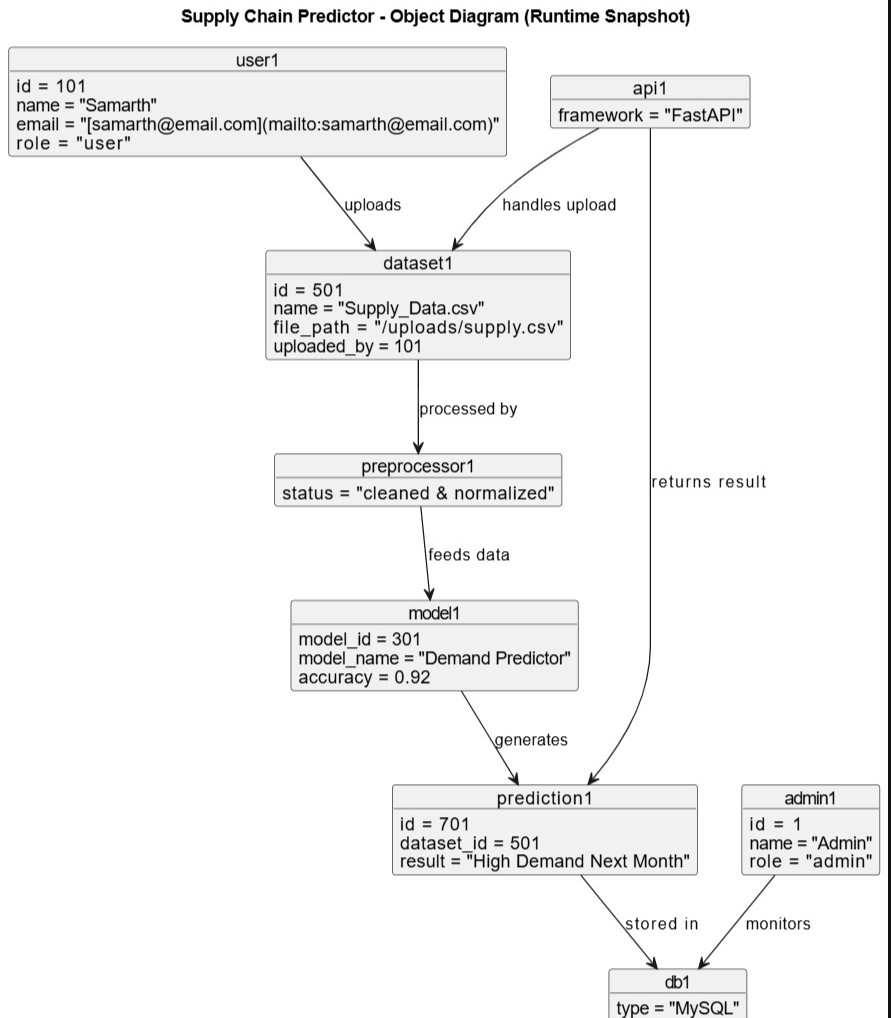 Supply Chain Predictor - Object Diagram (Runtime Snapshot)
user1
id = 101
name = "Samarth"
email = "[samarth@email.com](mailto:samarth@email.com)"
role = "user"
api1
framework = "FastAPI"
uploads
handles upload
dataset1
id = 501
name = "Supply_Data.csv"
file_path = "/uploads/supply.csv"
uploaded_by = 101
processed by
preprocessor1
status = "cleaned & normalized"
returns result
feeds data
model1
model_id = 301
model_name = "Demand Predictor"
accuracy = 0.92
generates
prediction1
id = 701
dataset_id = 501
result = "High Demand Next Month"
admin1
id = 1
name = "Admin"
role = "admin"
stored in
monitors
db1
type = "MySQL"